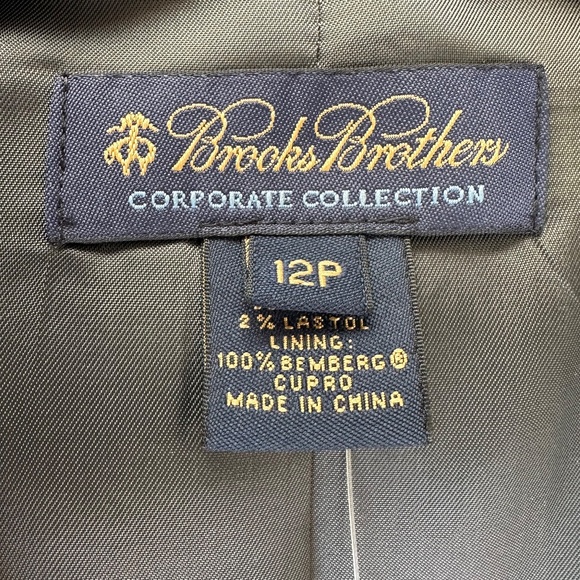 Brooks Brothers
CORPORATE COLLECTION
12P
2% LASTOL
LINING:
100% BEMBERG®
CUPRO
MADE IN CHINA